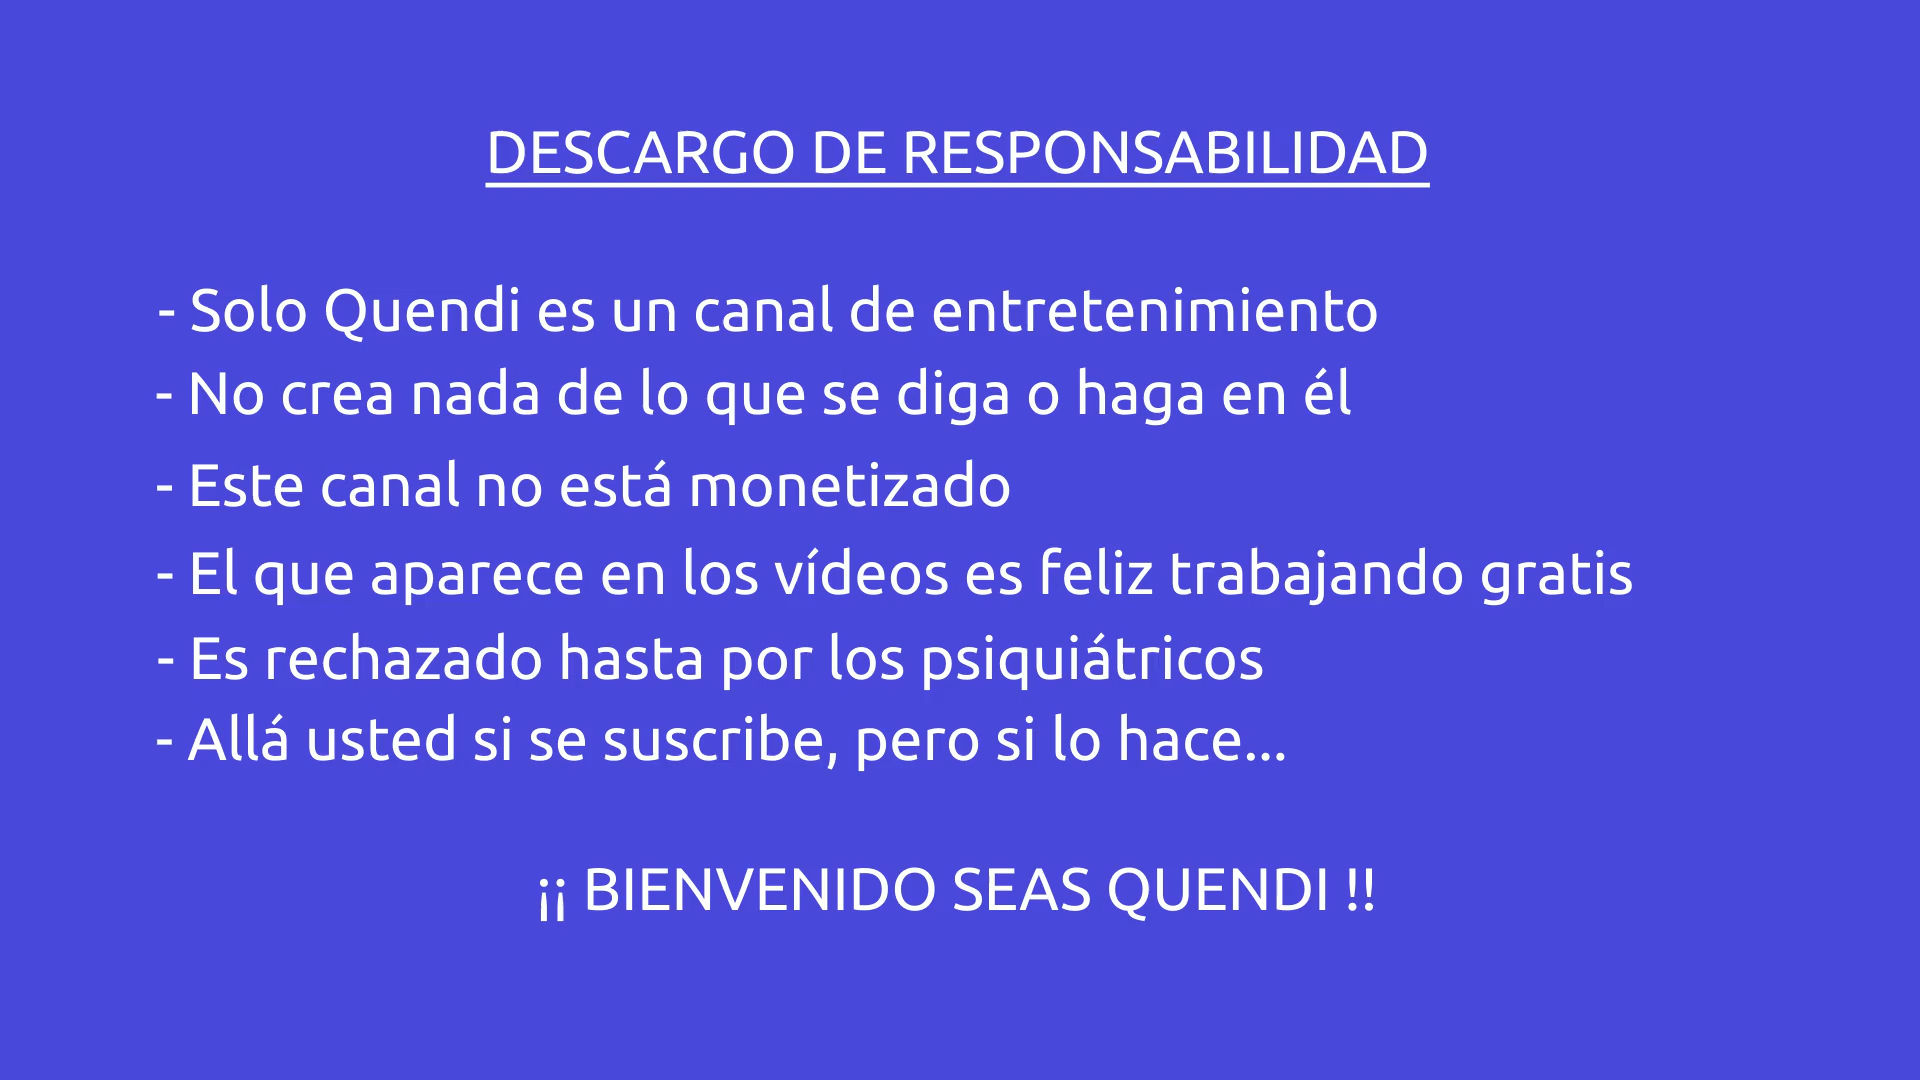 DESCARGO DE RESPONSABILIDAD
- Solo Quendi es un canal de entretenimiento
- No crea nada de lo que se diga o haga en él
- Este canal no está monetizado
- El que aparece en los vídeos es feliz trabajando gratis
- Es rechazado hasta por los psiquiátricos
- Allá usted si se suscribe, pero si lo hace...
¡¡ BIENVENIDO SEAS QUENDI !!